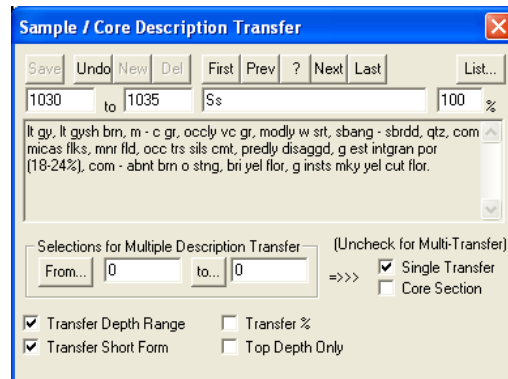 Sample / Core Description Transfer
Save Undo New Del First Prev ? Next Last List...
1030 to 1035 Ss 100 %
lt gy, lt gysh brn, m - c gr, occly vc gr, modly w srt, sbang - sbrdd, qtz, com
micas flks, mnr fld, occ trs sils cmt, predly disaggd, g est intgran por
(18-24%), com - abnt brn o stng, bri yel flor, g insts mky yel cut flor.
Selections for Multiple Description Transfer (Uncheck for Multi-Transfer)
From... 0 to... 0 =>>> Single Transfer
Core Section
Transfer Depth Range Transfer %
Transfer Short Form Top Depth Only